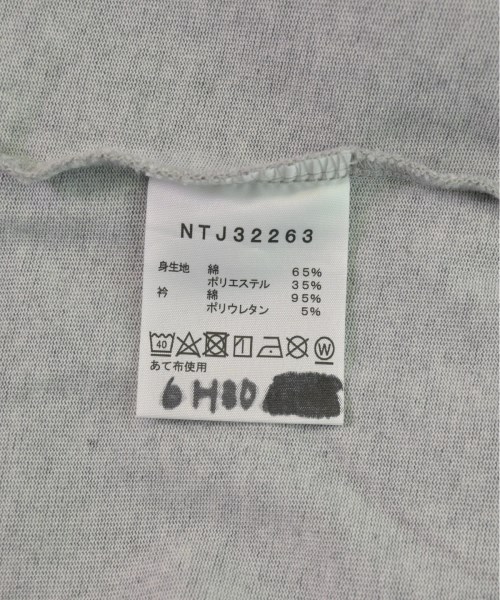 NTJ32263
身生地 綿 65%
ポリエステル 35%
衿 綿 95%
ポリウレタン 5%
40 W
あて布使用
6H80